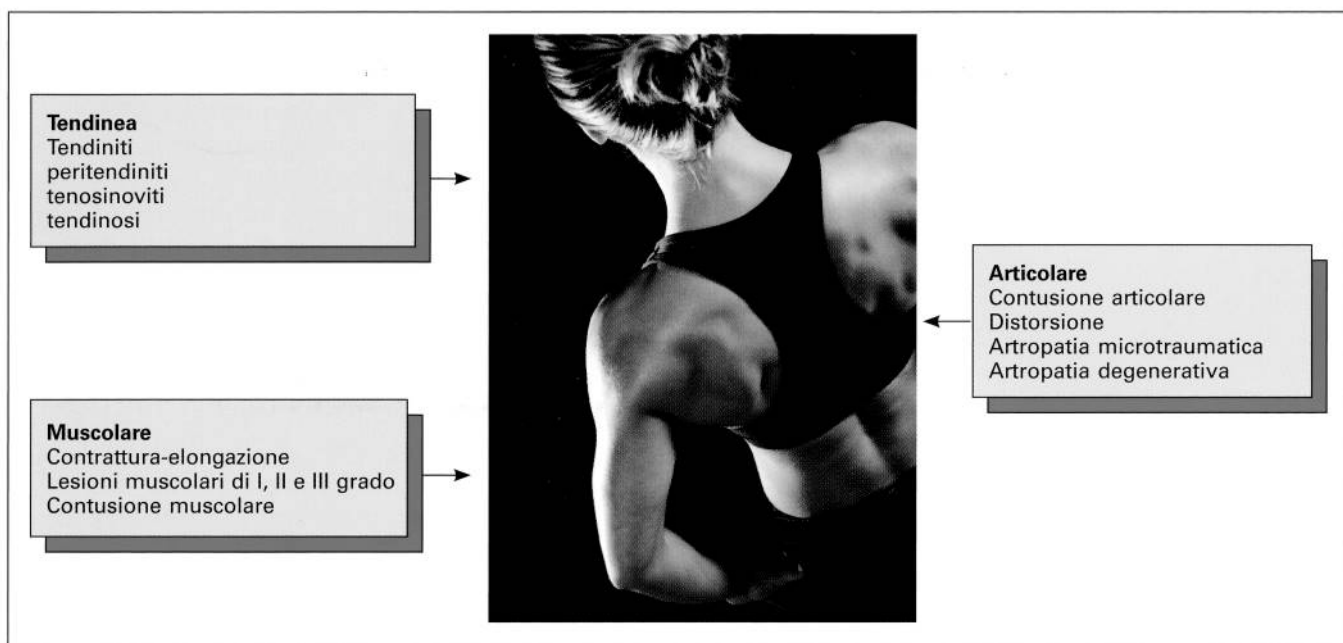 Tendinea
Tendiniti
peritendiniti
tenosinoviti
tendinosi
Muscolare
Contrattura-elongazione
Lesioni muscolari di I, II e III grado
Contusione muscolare
Articolare
Contusione articolare
Distorsione
Artropatia microtraumatica
Artropatia degenerativa